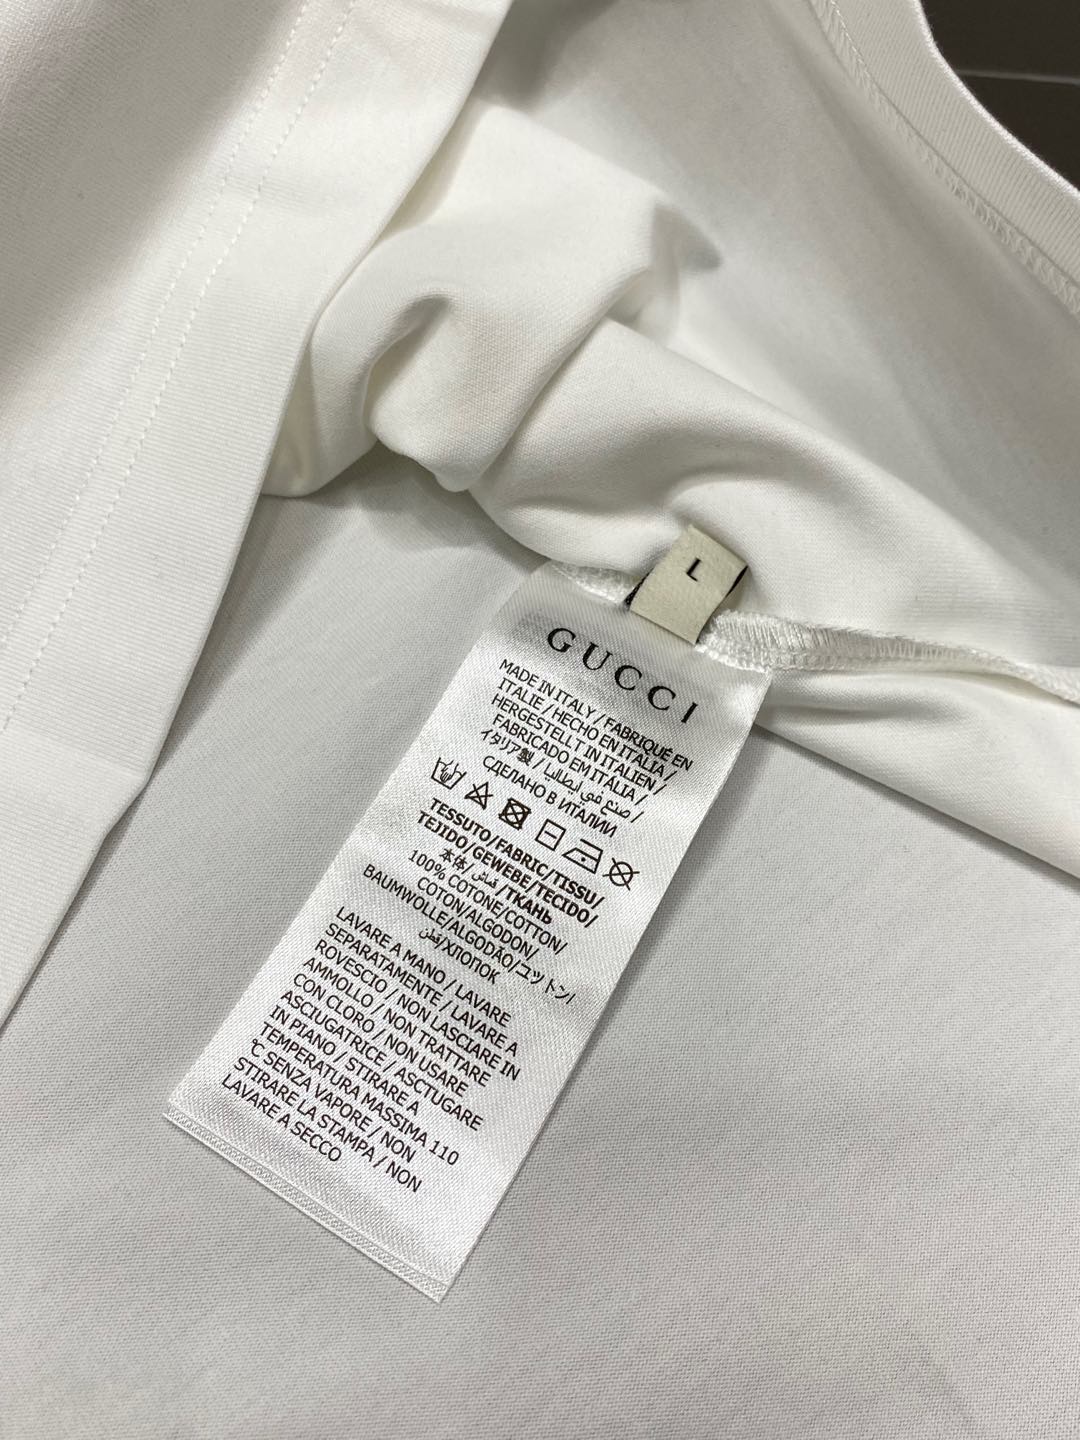 L
GUCCI
MADE IN ITALY / FABRIQUÉ EN
ITALIE / HECHO EN ITALIA /
HERGESTELLT IN ITALIEN /
FABRICADO EM ITÁLIA /
イタリア製 / صنع في ايطاليا /
СДЕЛАНО В ИТАЛИИ
TESSUTO/FABRIC/TISSU/
TEJIDO/GEWEBE/TECIDO/
本体/قماش/ТКАНЬ
100% COTONE/COTTON/
COTON/ALGODON/
BAUMWOLLE/ALGODÃO/ユットン/
قطن/ХЛОПОК
LAVARE A MANO / LAVARE
SEPARATAMENTE / LAVARE A
ROVESCIO / NON LASCIARE IN
AMMOLLO / NON TRATTARE
CON CLORO / NON USARE
ASCIUGATRICE / ASCTUGARE
IN PIANO / STIRARE A
TEMPERATURA MASSIMA 110
℃ SENZA VAPORE / NON
STIRARE LA STAMPA / NON
LAVARE A SECCO